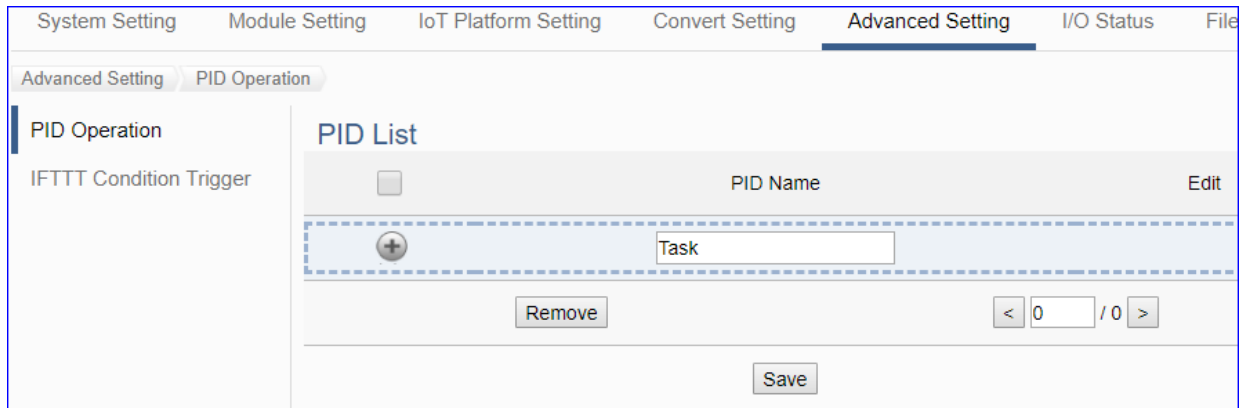 System Setting Module Setting IoT Platform Setting Convert Setting Advanced Setting I/O Status File
Advanced Setting PID Operation
PID Operation
IFTTT Condition Trigger
PID List
PID Name Edit
Task
Remove < 0 / 0 >
Save